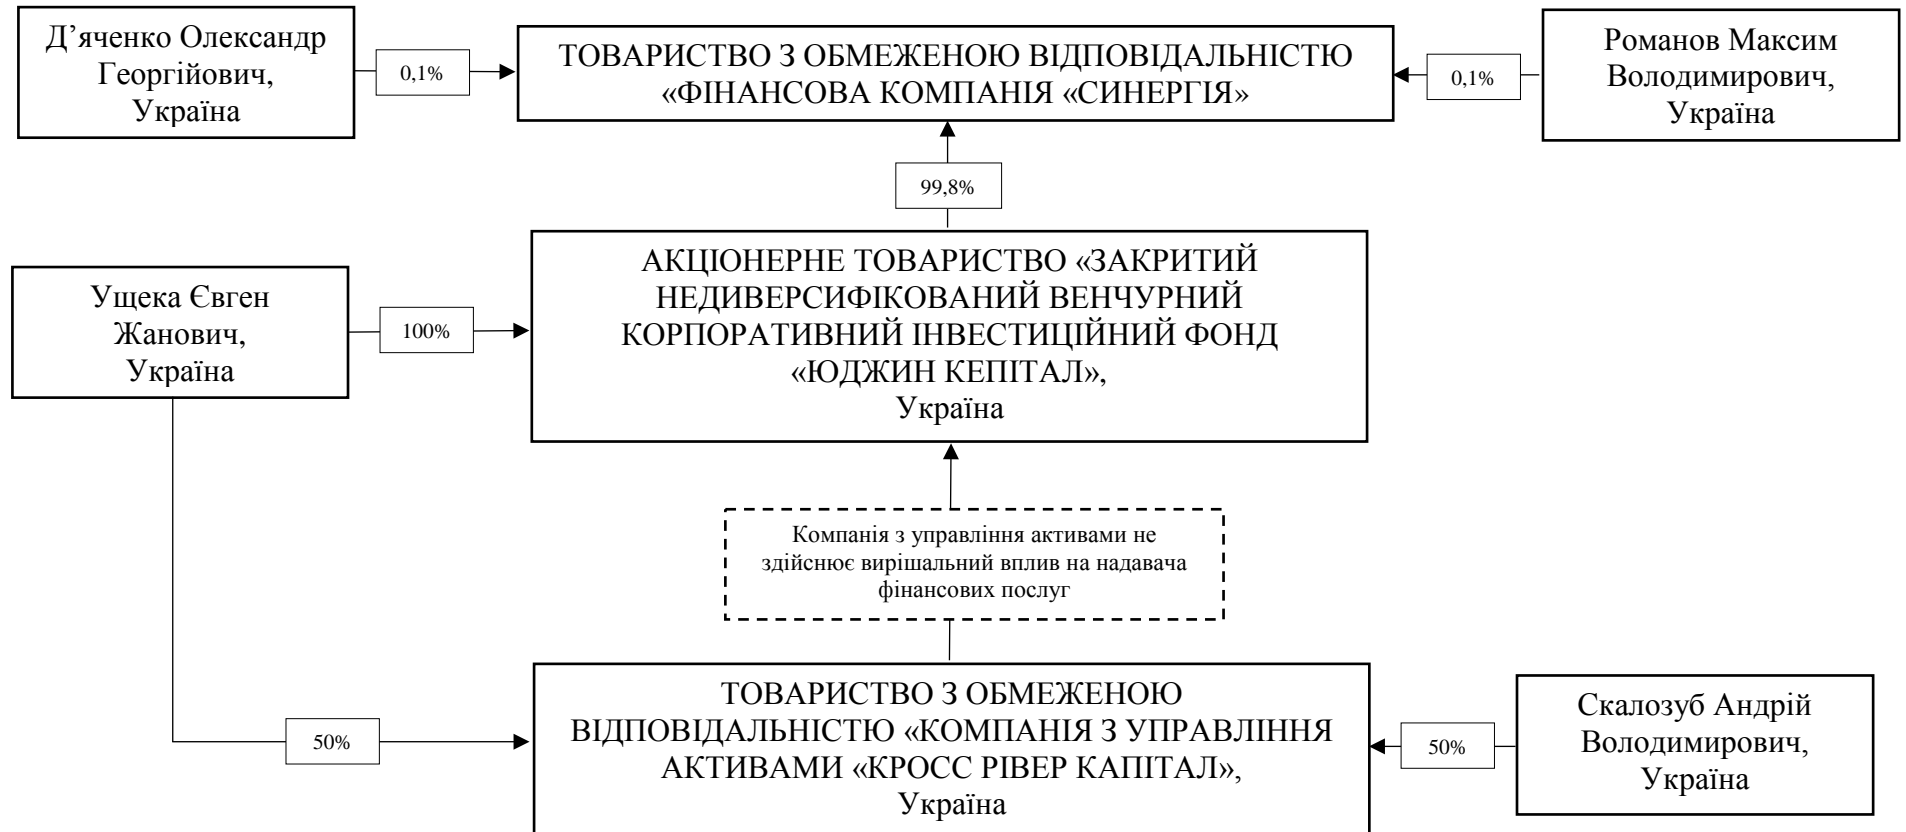 Д’яченко Олександр
Георгійович,
Україна
0,1%
ТОВАРИСТВО З ОБМЕЖЕНОЮ ВІДПОВІДАЛЬНІСТЮ
«ФІНАНСОВА КОМПАНІЯ «СИНЕРГІЯ»
0,1%
Романов Максим
Володимирович,
Україна
99,8%
Ущека Євген
Жанович,
Україна
100%
АКЦІОНЕРНЕ ТОВАРИСТВО «ЗАКРИТИЙ
НЕДИВЕРСИФІКОВАНИЙ ВЕНЧУРНИЙ
КОРПОРАТИВНИЙ ІНВЕСТИЦІЙНИЙ ФОНД
«ЮДЖИН КЕПІТАЛ»,
Україна
Компанія з управління активами не
здійснює вирішальний вплив на надавача
фінансових послуг
50%
ТОВАРИСТВО З ОБМЕЖЕНОЮ
ВІДПОВІДАЛЬНІСТЮ «КОМПАНІЯ З УПРАВЛІННЯ
АКТИВАМИ «КРОСС РІВЕР КАПІТАЛ»,
Україна
50%
Скалозуб Андрій
Володимирович,
Україна